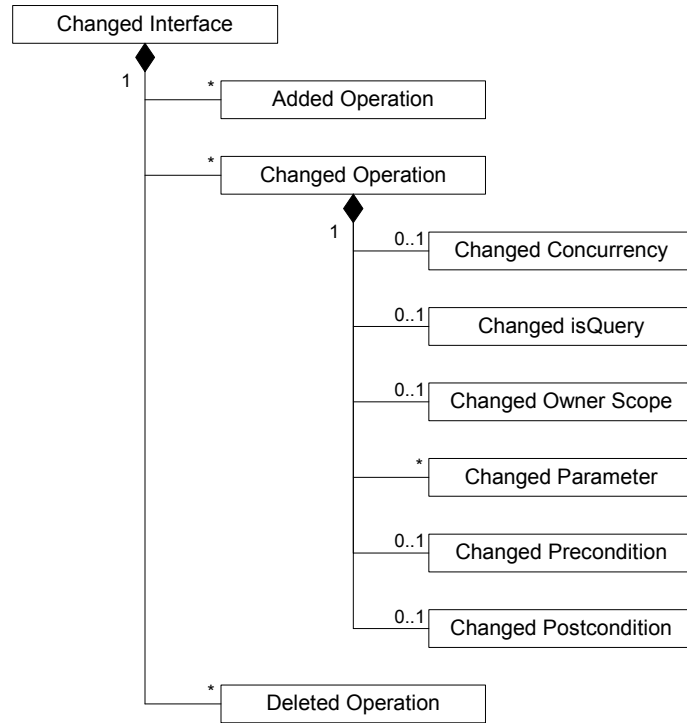 Changed Interface
1
*
Added Operation
*
Changed Operation
1
0..1
Changed Concurrency
0..1
Changed isQuery
0..1
Changed Owner Scope
*
Changed Parameter
0..1
Changed Precondition
0..1
Changed Postcondition
*
Deleted Operation